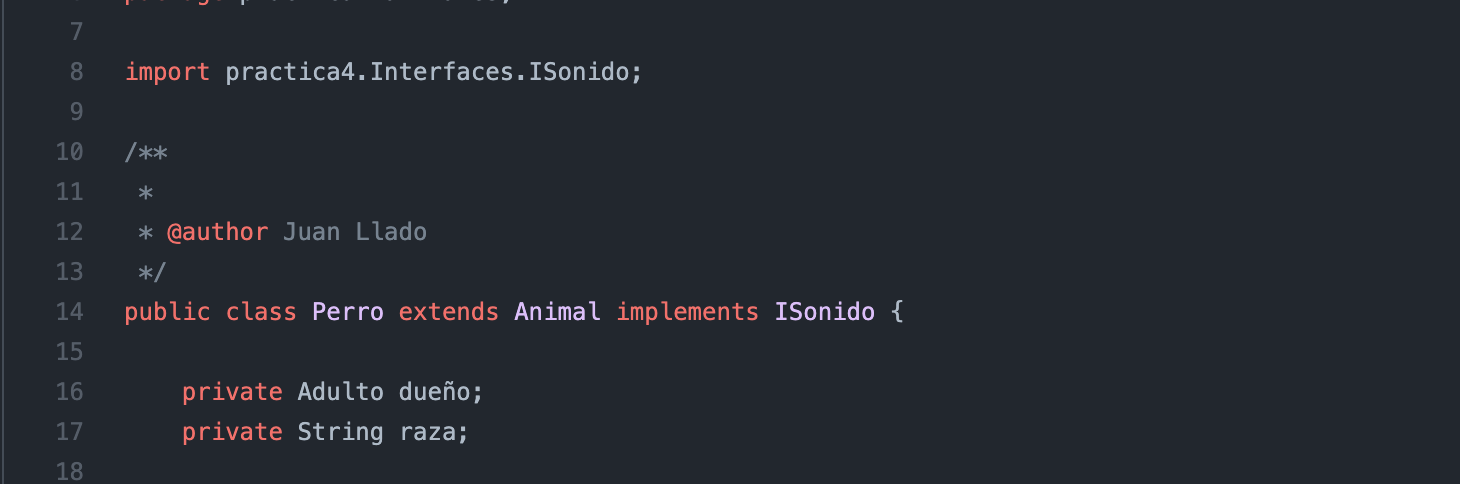 7
8 import practica4.Interfaces.ISonido;
9
10 /**
11 *
12 * @author Juan Llado
13 */
14 public class Perro extends Animal implements ISonido {
15
16 private Adulto dueño;
17 private String raza;
18